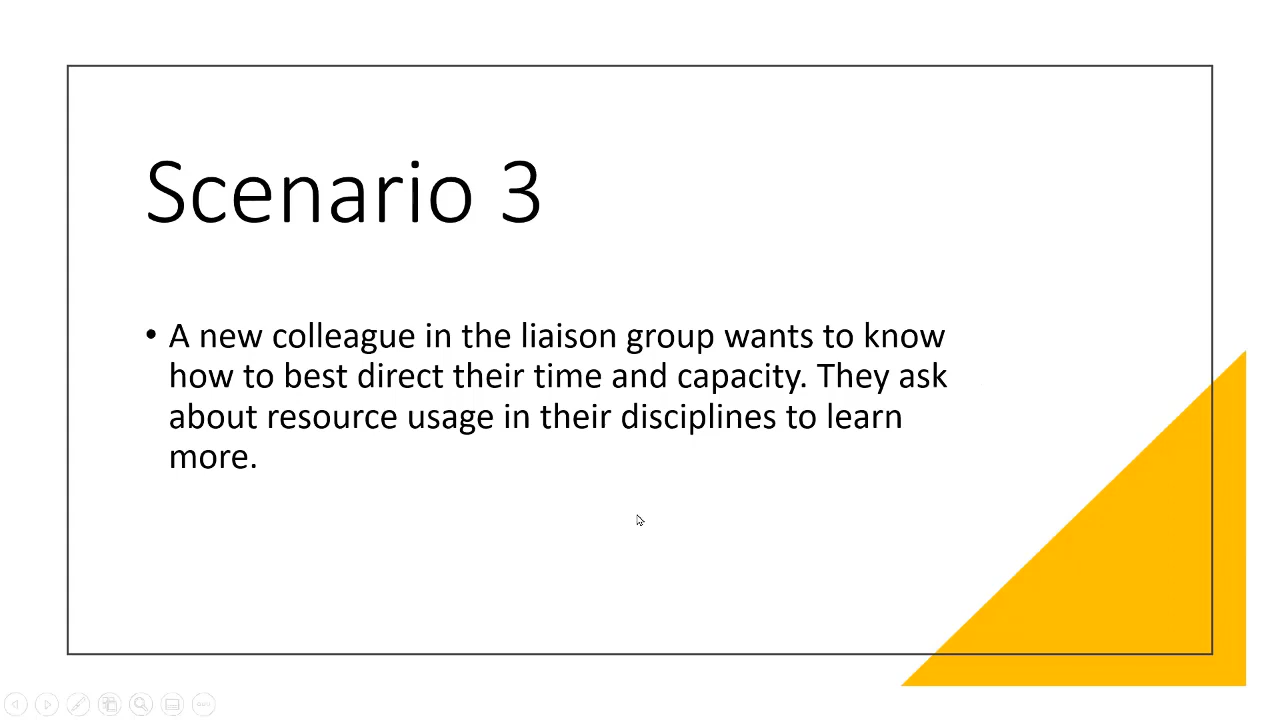 Scenario 3
• A new colleague in the liaison group wants to know
how to best direct their time and capacity. They ask
about resource usage in their disciplines to learn
more.